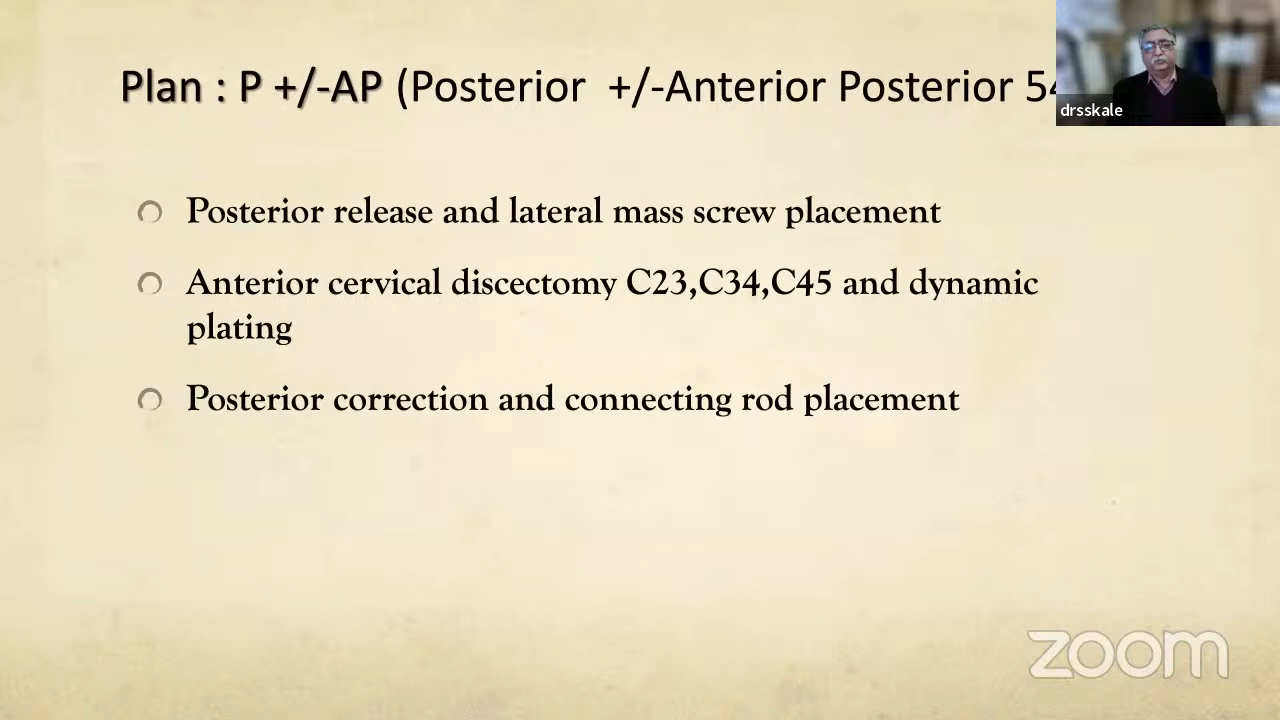 Plan : P +/-AP (Posterior +/-Anterior Posterior 54
drsskale
Posterior release and lateral mass screw placement
Anterior cervical discectomy C23,C34,C45 and dynamic
plating
Posterior correction and connecting rod placement
zoom